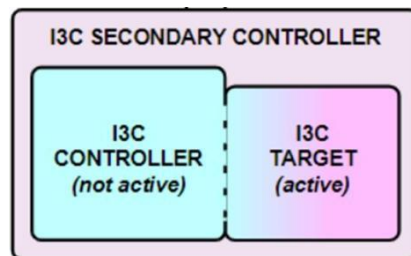 I3C SECONDARY CONTROLLER
I3C
CONTROLLER
(not active)
I3C
TARGET
(active)